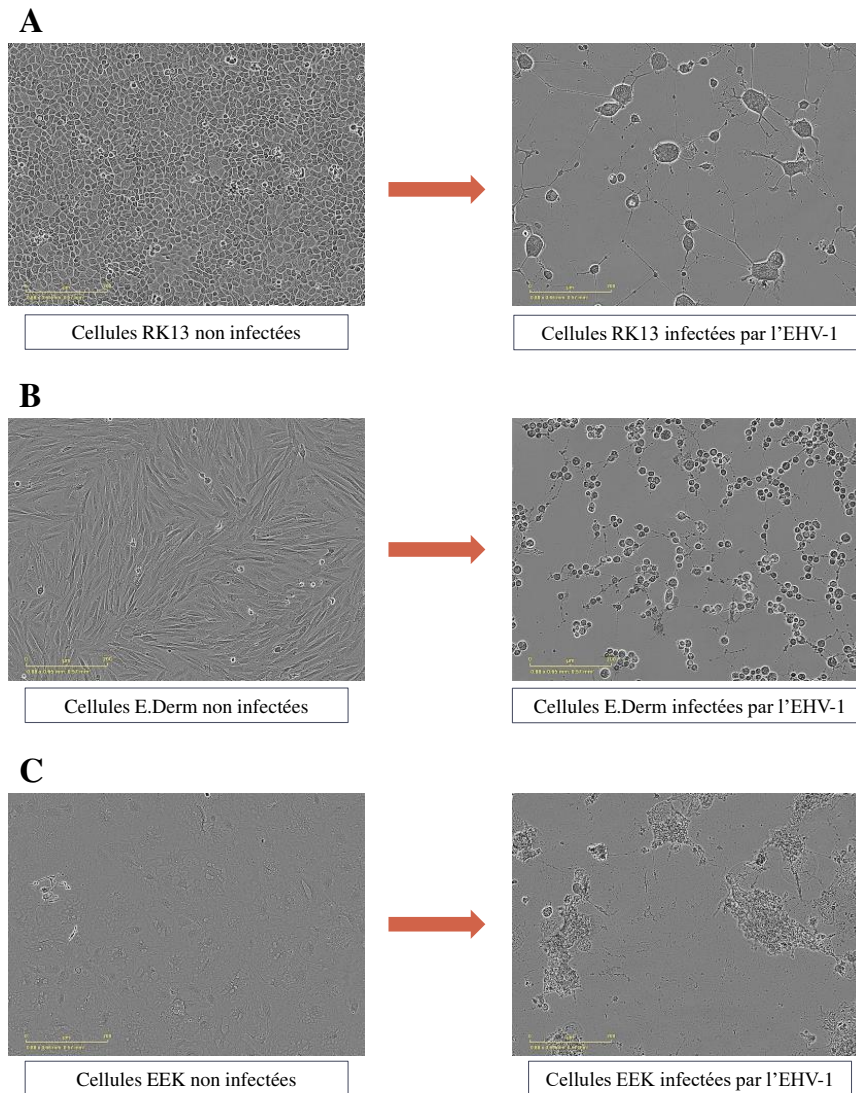 A
Cellules RK13 non infectées
Cellules RK13 infectées par l’EHV-1
B
Cellules E.Derm non infectées
Cellules E.Derm infectées par l’EHV-1
C
Cellules EEK non infectées
Cellules EEK infectées par l’EHV-1